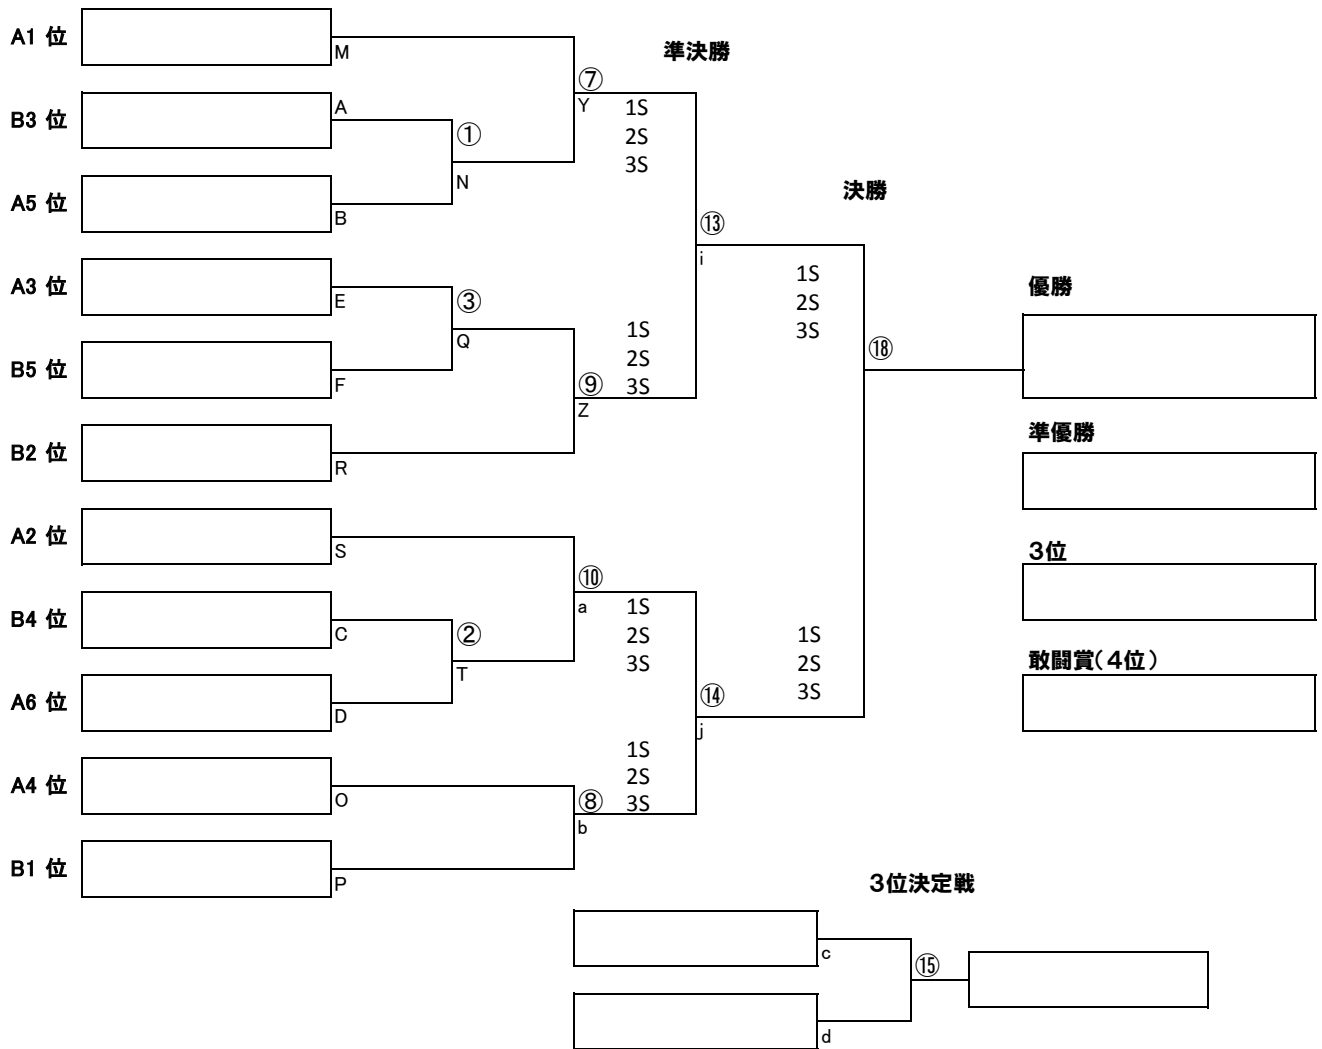 A1 位
M
準決勝
⑦
Y
1S
2S
3S
B3 位
A
①
N
A5 位
B
決勝
⑬
i
1S
2S
3S
A3 位
E
③
Q
1S
2S
3S
B5 位
F
⑨
Z
B2 位
R
⑱
優勝
準優勝
3位
敢闘賞(4位)
A2 位
S
⑩
a
1S
2S
3S
B4 位
C
②
T
A6 位
D
1S
2S
3S
⑭
j
1S
2S
3S
A4 位
O
⑧
b
B1 位
P
3位決定戦
c
⑮
d